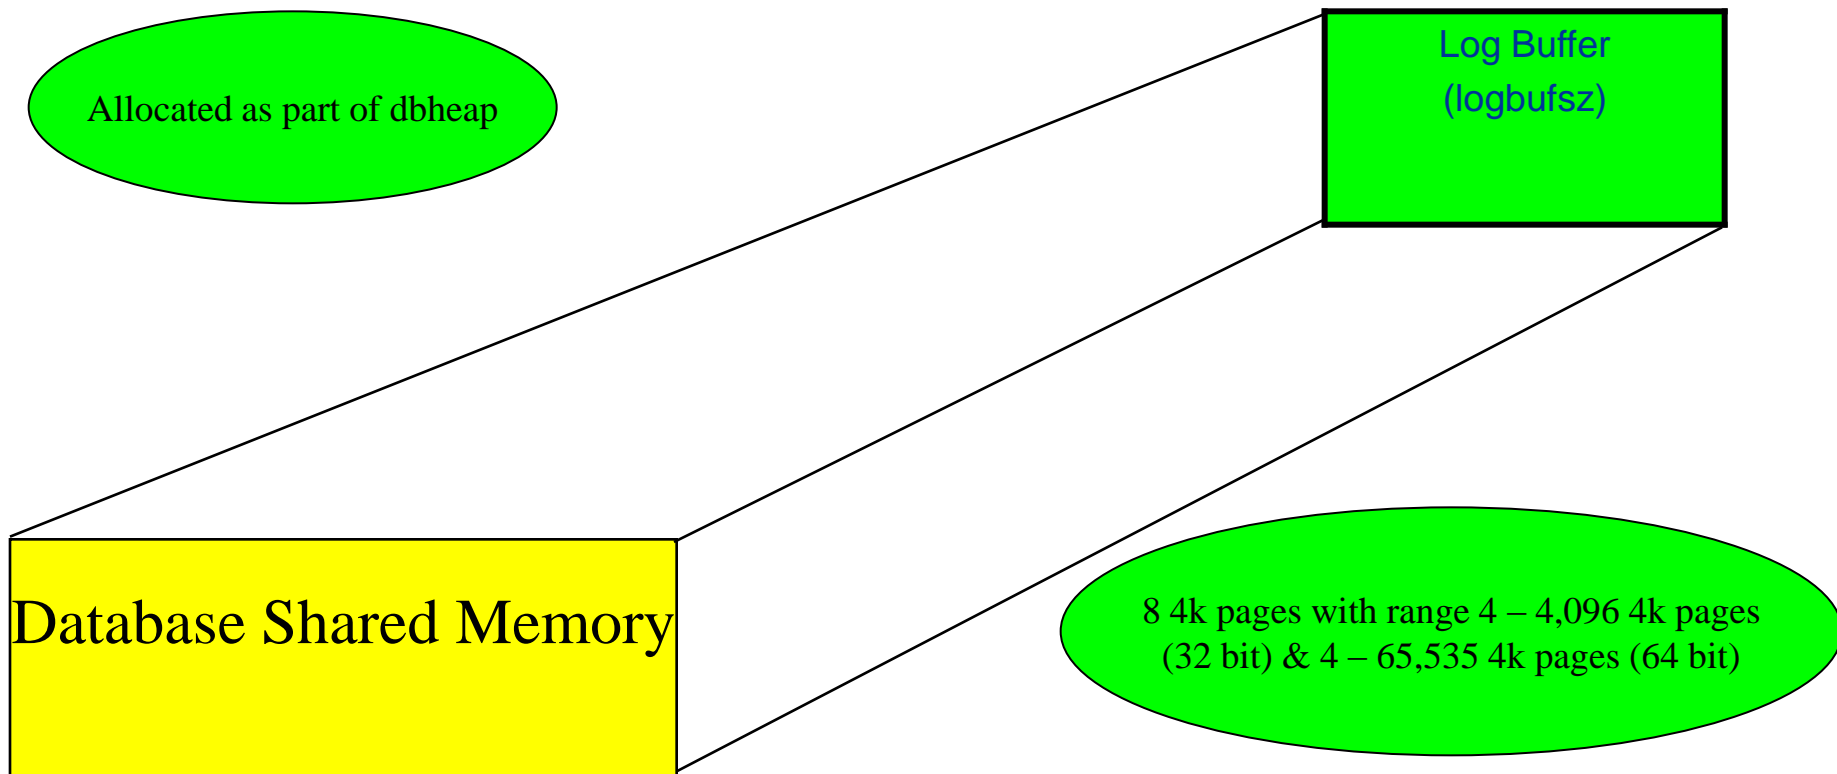 Allocated as part of dbheap
Log Buffer
(logbufsz)
Database Shared Memory
8 4k pages with range 4 – 4,096 4k pages
(32 bit) & 4 – 65,535 4k pages (64 bit)